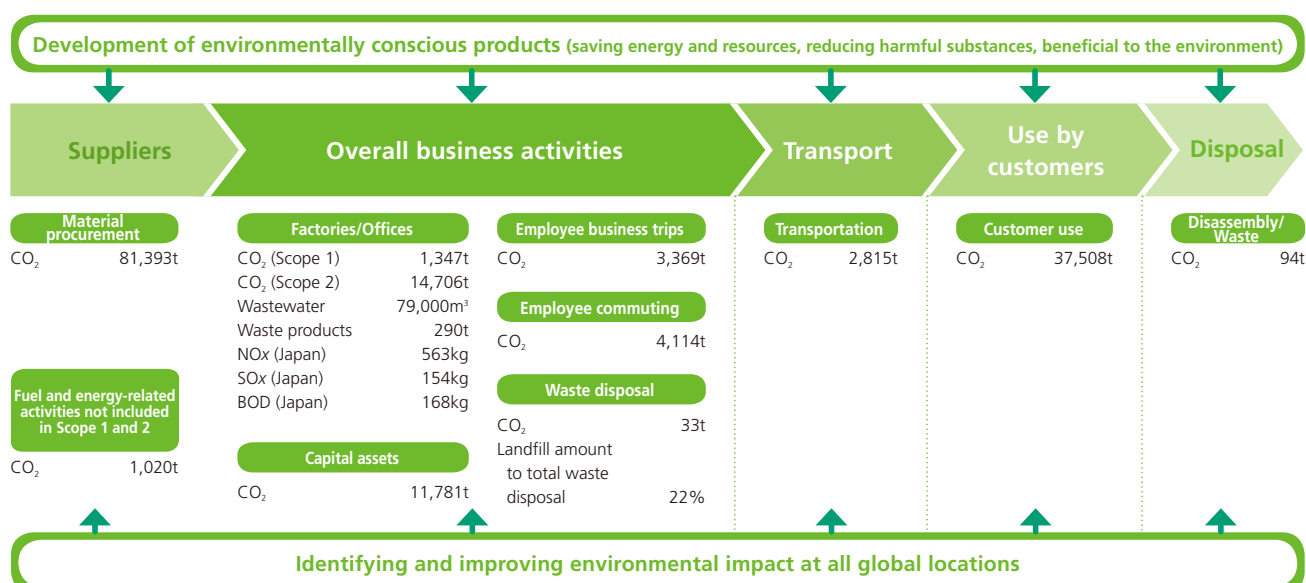 Development of environmentally conscious products (saving energy and resources, reducing harmful substances, beneficial to the environment)
Suppliers
Overall business activities
Transport
Use by
customers
Disposal
Material
procurement
CO₂ 81,393t
Fuel and energy-related
activities not included
in Scope 1 and 2
CO₂ 1,020t
Factories/Offices
CO₂ (Scope 1) 1,347t
CO₂ (Scope 2) 14,706t
Wastewater 79,000m³
Waste products 290t
NOx (Japan) 563kg
SOx (Japan) 154kg
BOD (Japan) 168kg
Capital assets
CO₂ 11,781t
Employee business trips
CO₂ 3,369t
Employee commuting
CO₂ 4,114t
Waste disposal
CO₂ 33t
Landfill amount
to total waste
disposal 22%
Transportation
CO₂ 2,815t
Customer use
CO₂ 37,508t
Disassembly/
Waste
CO₂ 94t
Identifying and improving environmental impact at all global locations